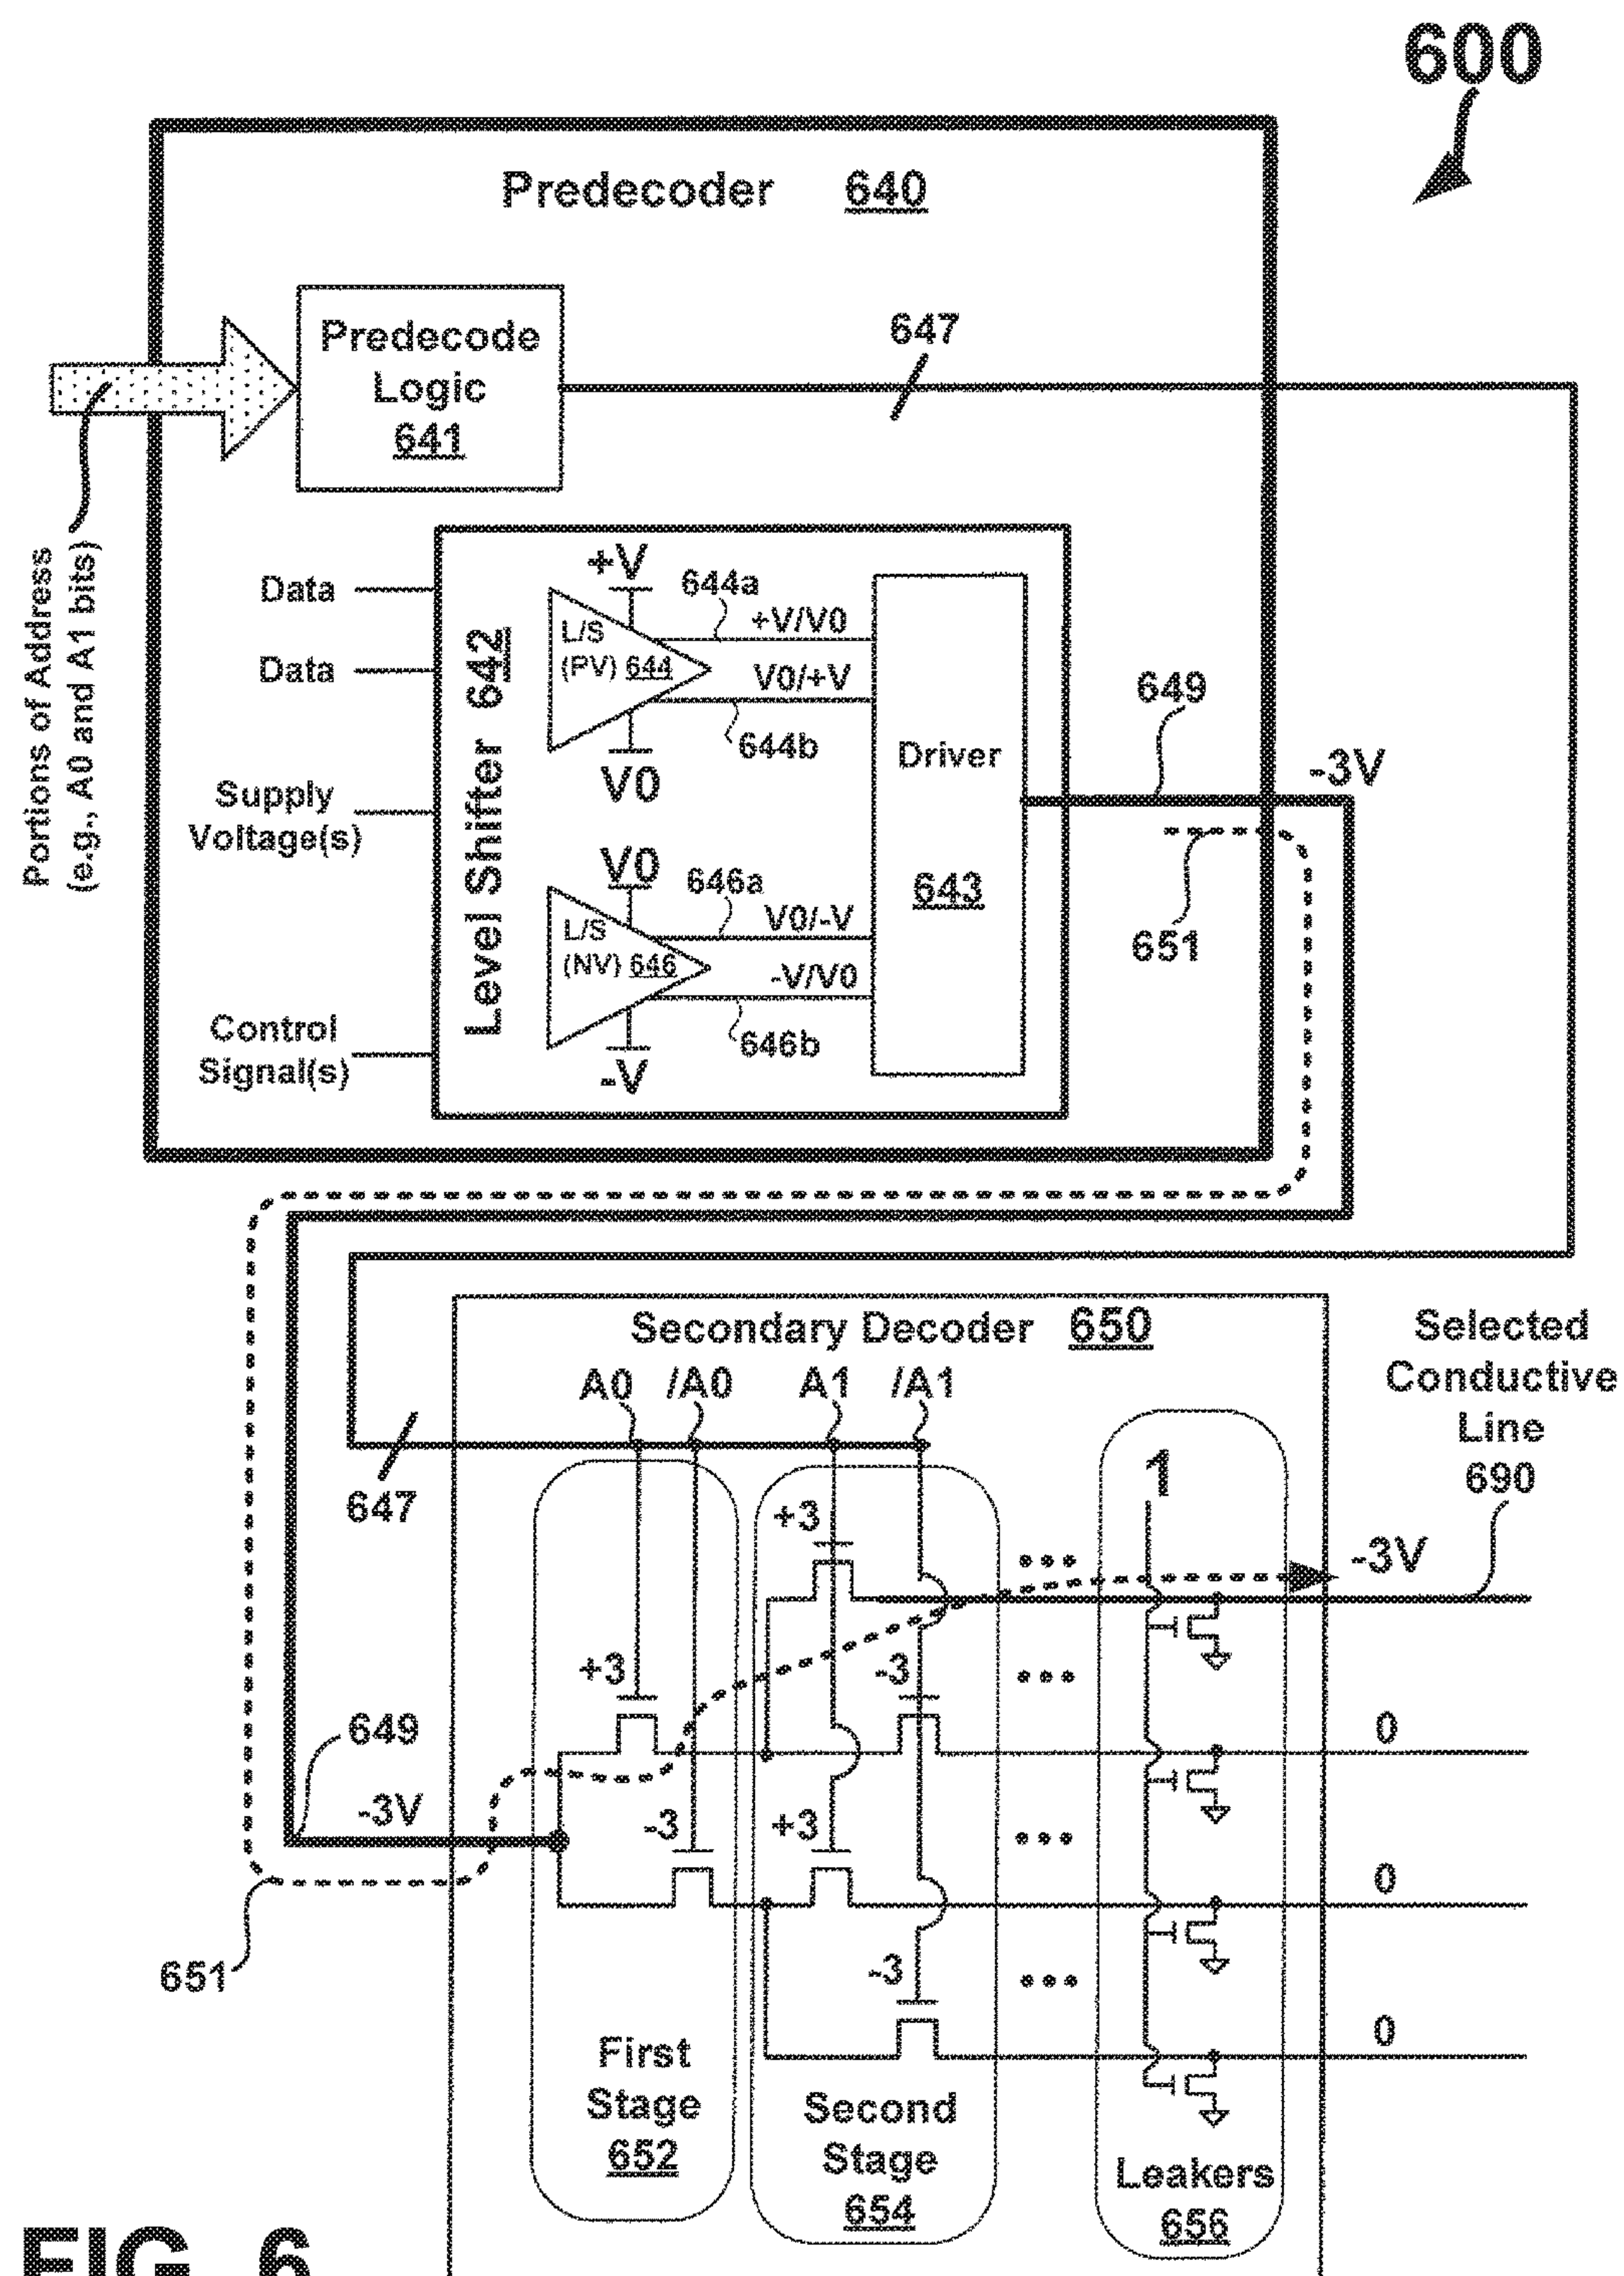 600
Predecoder 640
Predecode
Logic
641
647
Portions of Address
(e.g., A0 and A1 bits)
Data
Data
Supply
Voltage(s)
Control
Signal(s)
Level Shifter 642
+V
L/S
(PV) 644
V0
644a
+V/V0
V0/+V
644b
V0
L/S
(NV) 646
-V
646a
V0/-V
-V/V0
646b
Driver
643
649
-3V
651
Secondary Decoder 650
A0 /A0 A1 /A1
Selected
Conductive
Line
690
647
1
+3
-3V
+3
-3
0
649
-3V
-3
+3
0
651
-3
0
First
Stage
652
Second
Stage
654
Leakers
656
FIG. 6